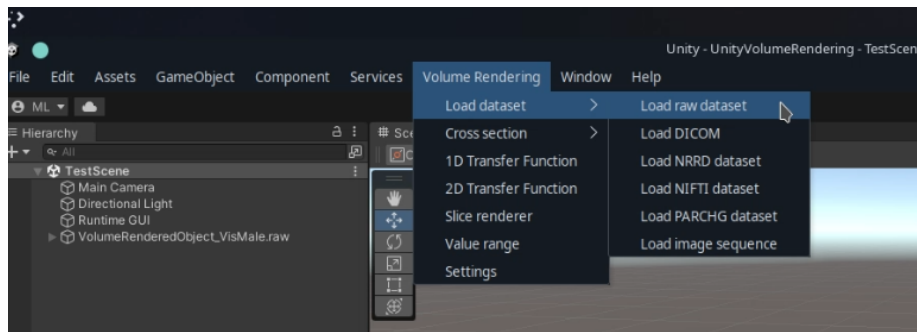 Unity - UnityVolumeRendering - TestScen
File Edit Assets GameObject Component Services Volume Rendering Window Help
ML
Load dataset
Load raw dataset
Hierarchy
Sce
Cross section
Load DICOM
All
1D Transfer Function
Load NRRD dataset
TestScene
Main Camera
2D Transfer Function
Load NIFTI dataset
Directional Light
Runtime GUI
Slice renderer
Load PARCHG dataset
VolumeRenderedObject_VisMale.raw
Value range
Load image sequence
Settings